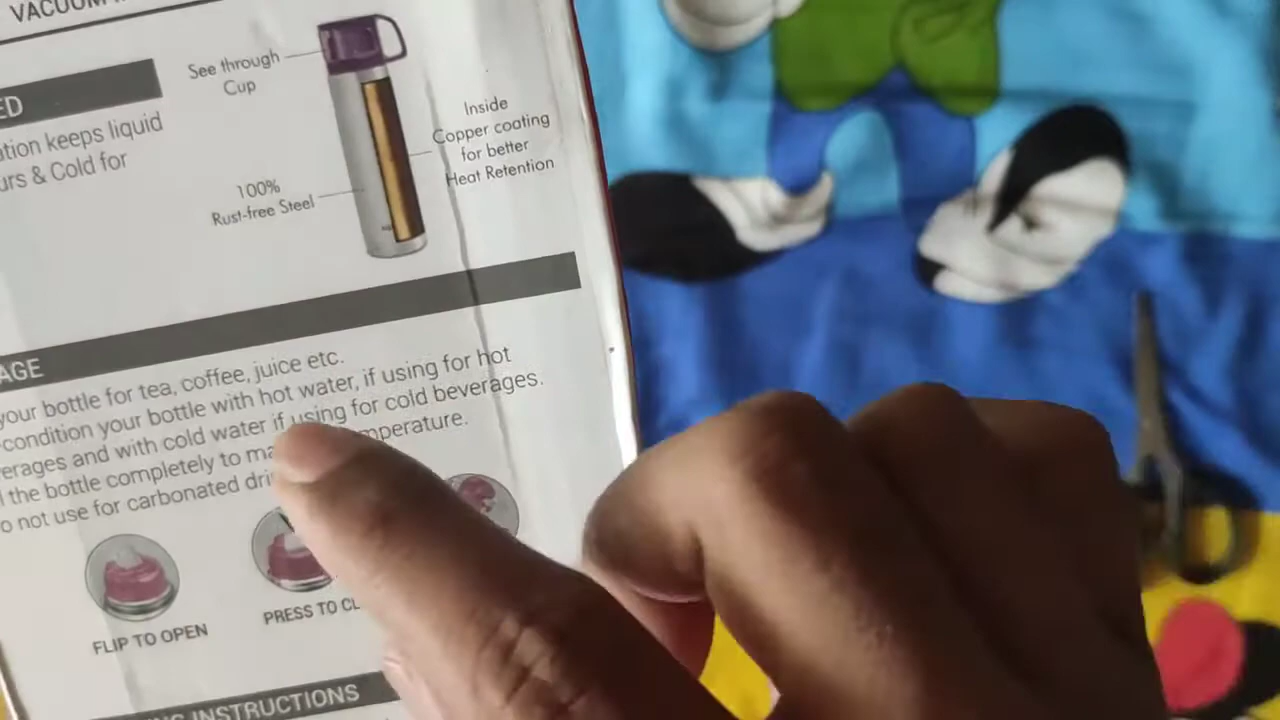 VACUUM
See through
Cup
Inside
Copper coating
for better
Heat Retention
100%
Rust-free Steel
ED
tion keeps liquid
urs & Cold for
AGE
your bottle for tea, coffee, juice etc.
condition your bottle with hot water, if using for hot
erages and with cold water if using for cold beverages.
the bottle completely to ma mperature.
o not use for carbonated dri
FLIP TO OPEN
PRESS TO CL
INSTRUCTIONS